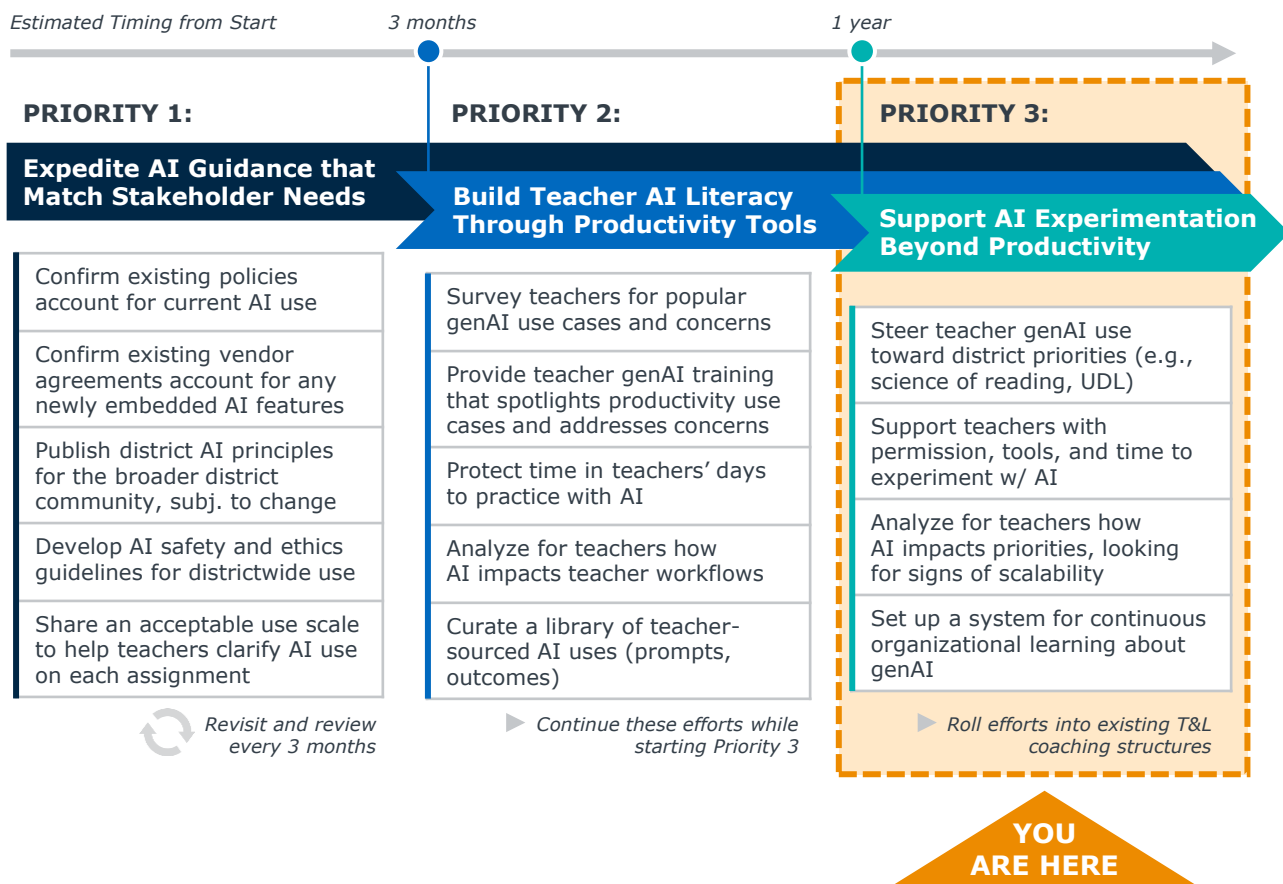 Estimated Timing from Start
3 months
1 year
PRIORITY 1:
Expedite AI Guidance that
Match Stakeholder Needs
Confirm existing policies
account for current AI use
Confirm existing vendor
agreements account for any
newly embedded AI features
Publish district AI principles
for the broader district
community, subj. to change
Develop AI safety and ethics
guidelines for districtwide use
Share an acceptable use scale
to help teachers clarify AI use
on each assignment
Revisit and review
every 3 months
PRIORITY 2:
Build Teacher AI Literacy
Through Productivity Tools
Survey teachers for popular
genAI use cases and concerns
Provide teacher genAI training
that spotlights productivity use
cases and addresses concerns
Protect time in teachers’ days
to practice with AI
Analyze for teachers how
AI impacts teacher workflows
Curate a library of teacher-
sourced AI uses (prompts,
outcomes)
Continue these efforts while
starting Priority 3
PRIORITY 3:
Support AI Experimentation
Beyond Productivity
Steer teacher genAI use
toward district priorities (e.g.,
science of reading, UDL)
Support teachers with
permission, tools, and time to
experiment w/ AI
Analyze for teachers how
AI impacts priorities, looking
for signs of scalability
Set up a system for continuous
organizational learning about
genAI
Roll efforts into existing T&L
coaching structures
YOU
ARE HERE